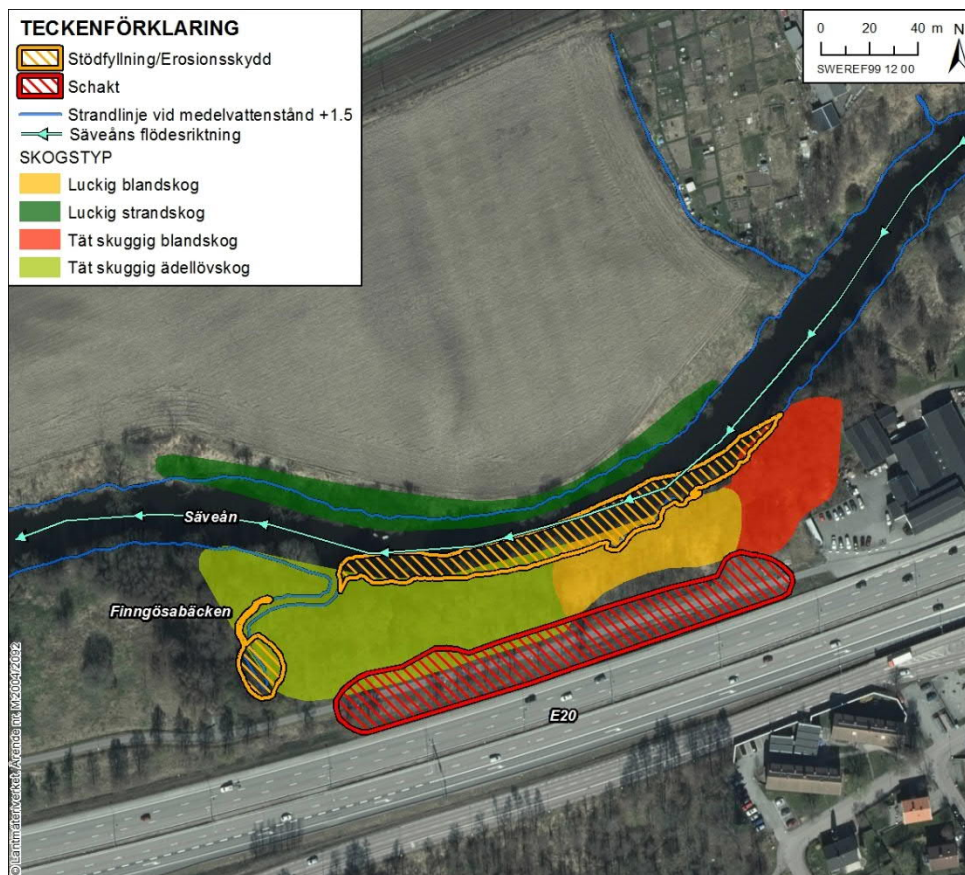 TECKENFÖRKLARING
Stödfyllning/Erosionsskydd
Schakt
Strandlinje vid medelvattenstånd +1.5
Säveåns flödesriktning
SKOGSTYP
Luckig blandskog
Luckig strandskog
Tät skuggig blandskog
Tät skuggig ädellövskog
0 20 40 m
N
SWEREF99 12 00
Säveån
Finngösabäcken
E20
© Lantmäteriverket. Ärende nr. M2004/2092